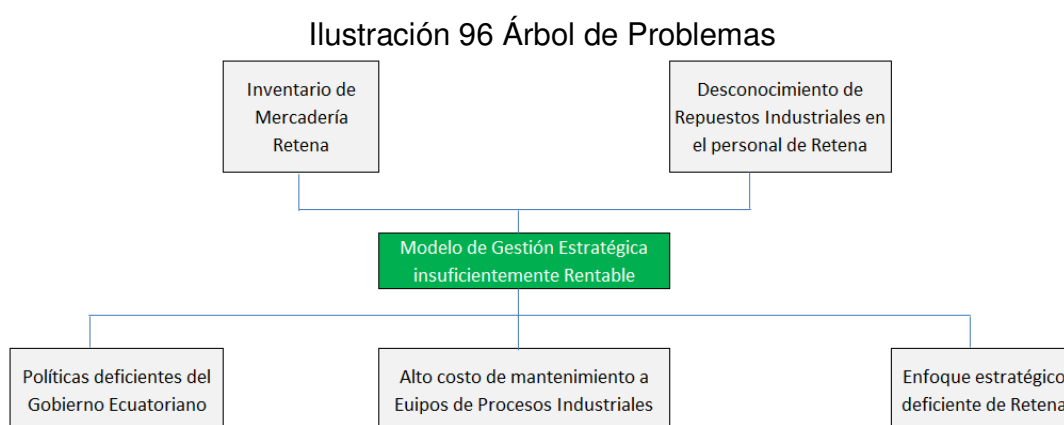 Ilustración 96 Árbol de Problemas
Inventario de
Mercadería
Retena
Desconocimiento de
Repuestos Industriales en
el personal de Retena
Modelo de Gestión Estratégica
insuficientemente Rentable
Políticas deficientes del
Gobierno Ecuatoriano
Alto costo de mantenimiento a
Euipos de Procesos Industriales
Enfoque estratégico
deficiente de Retena